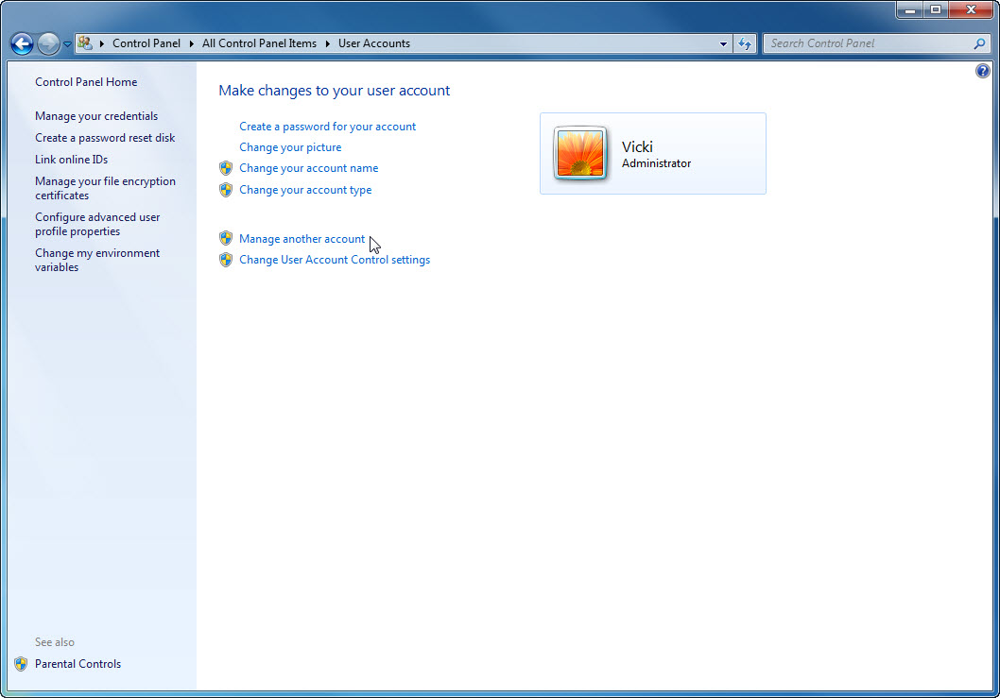 Control Panel All Control Panel Items User Accounts
Search Control Panel
Control Panel Home
Manage your credentials
Create a password reset disk
Link online IDs
Manage your file encryption
certificates
Configure advanced user
profile properties
Change my environment
variables
See also
Parental Controls
Make changes to your user account
Create a password for your account
Change your picture
Change your account name
Change your account type
Manage another account
Change User Account Control settings
Vicki
Administrator